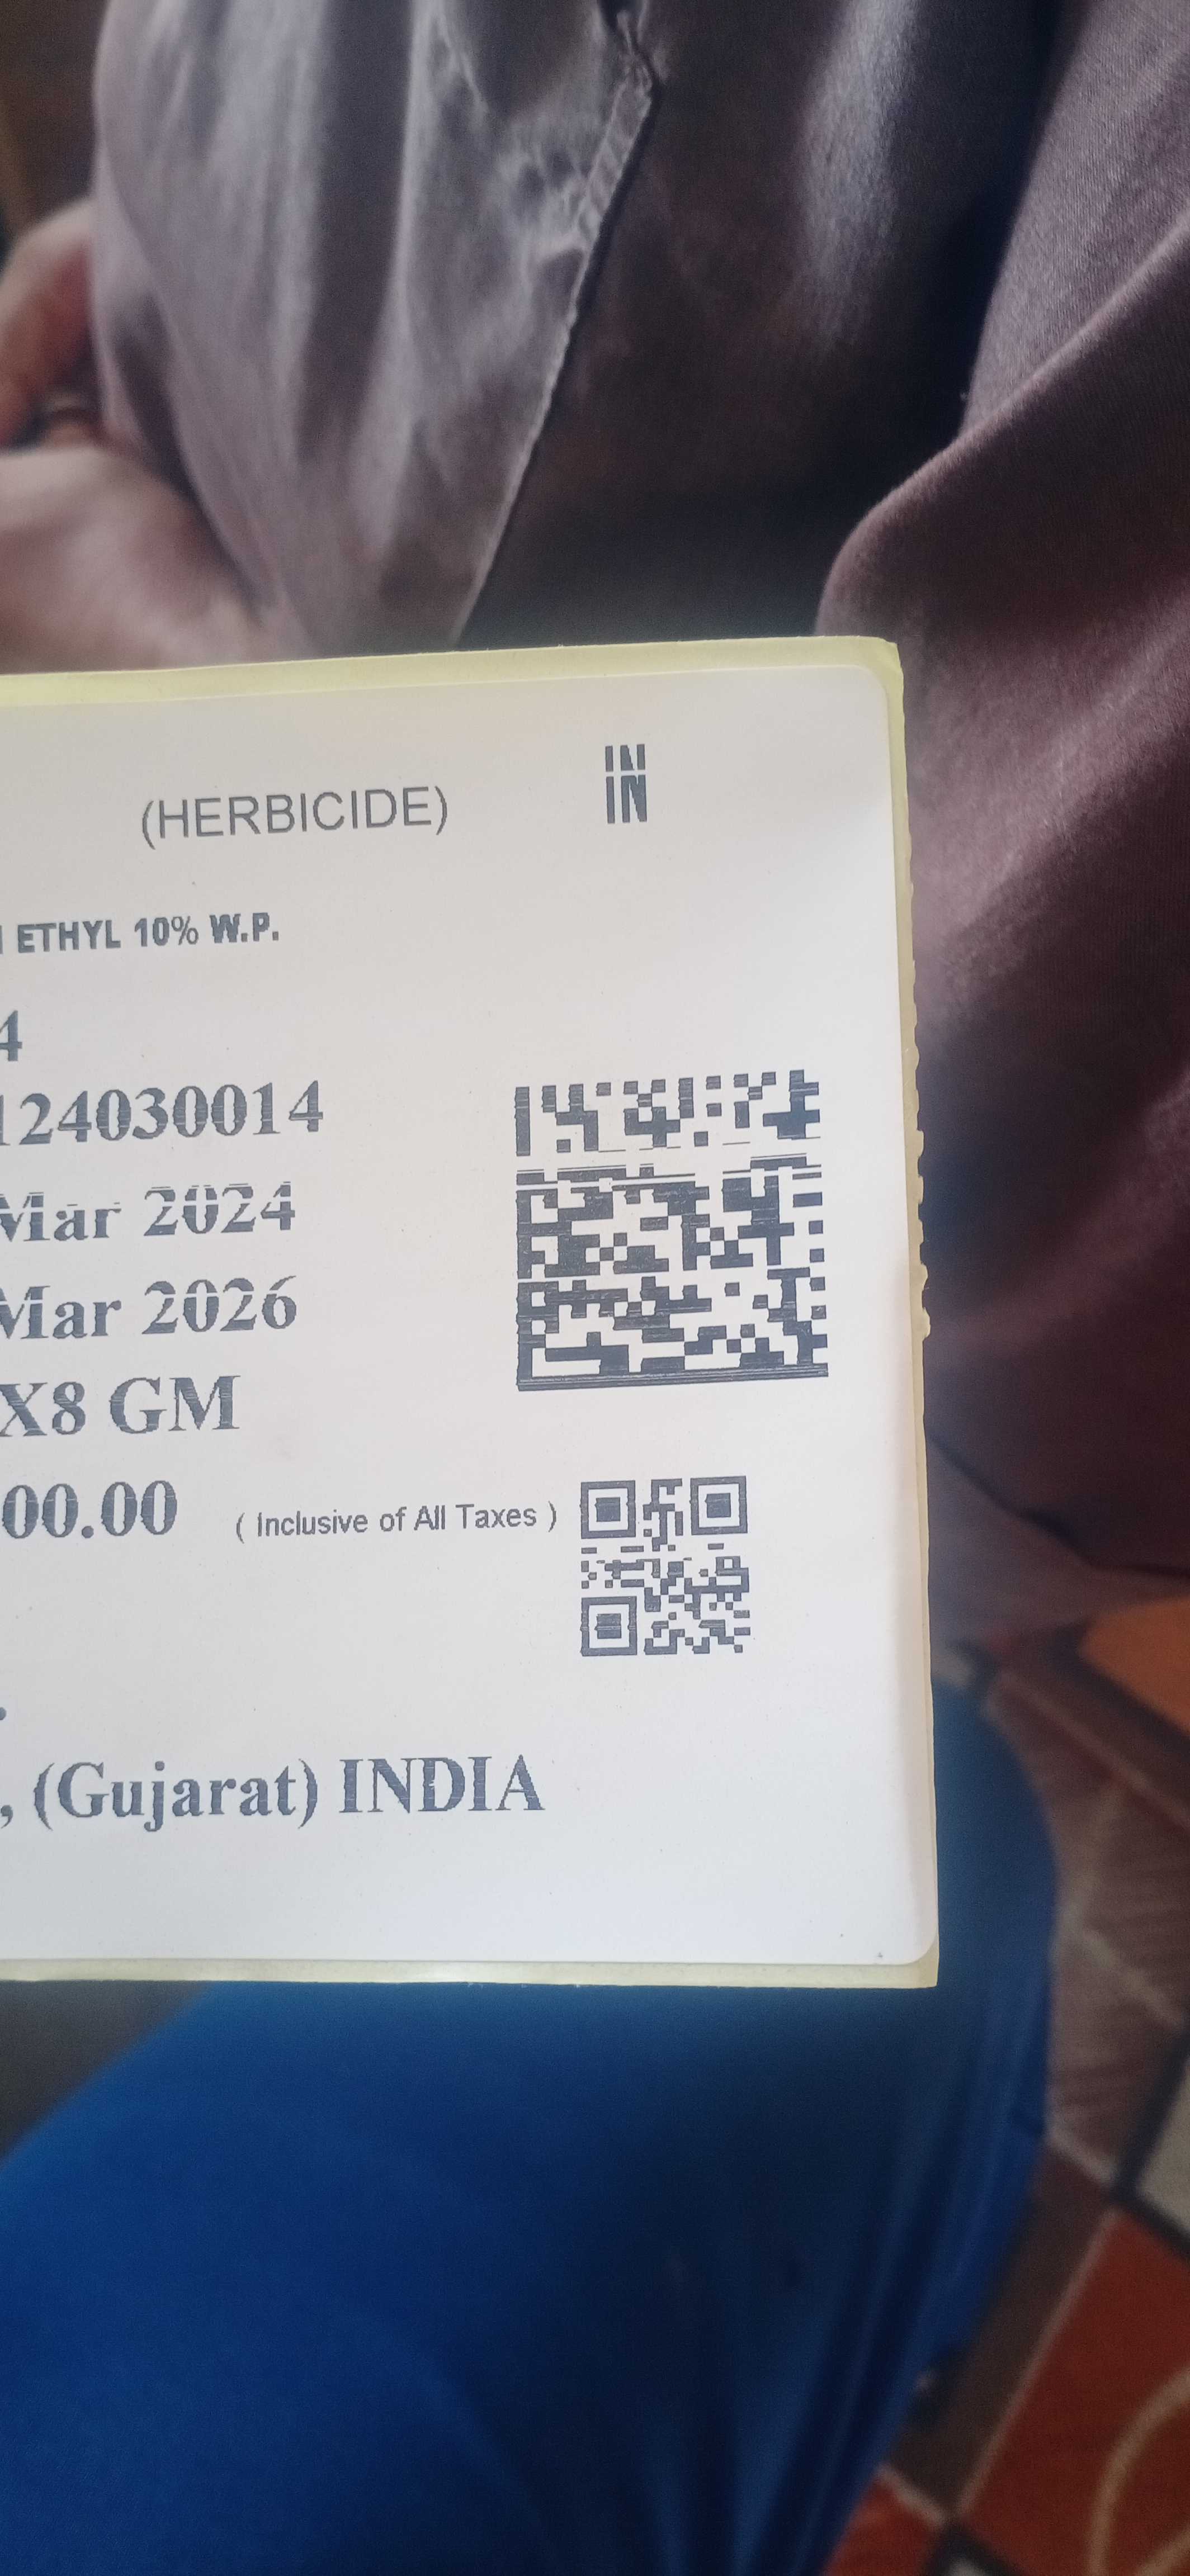 (HERBICIDE)
IN
IN
ETHYL 10% W.P.
4
124030014
Mar 2024
Mar 2026
X8 GM
00.00 ( Inclusive of All Taxes )
.
, (Gujarat) INDIA